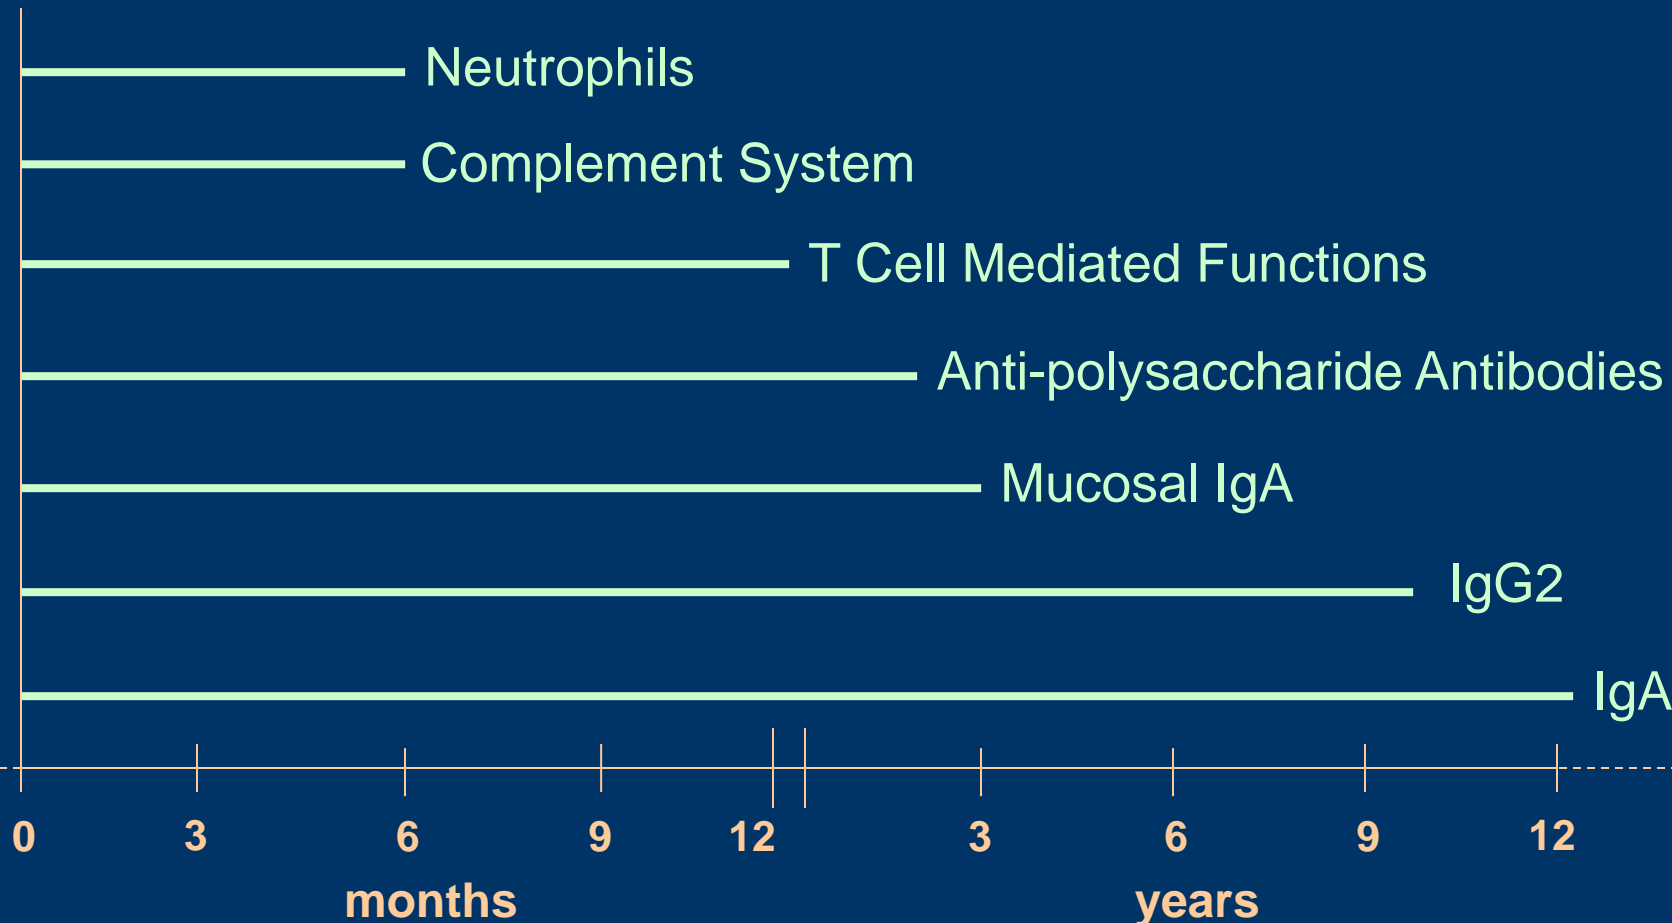 Neutrophils
Complement System
T Cell Mediated Functions
Anti-polysaccharide Antibodies
Mucosal IgA
IgG2
IgA
0 3 6 9 12 3 6 9 12
months years